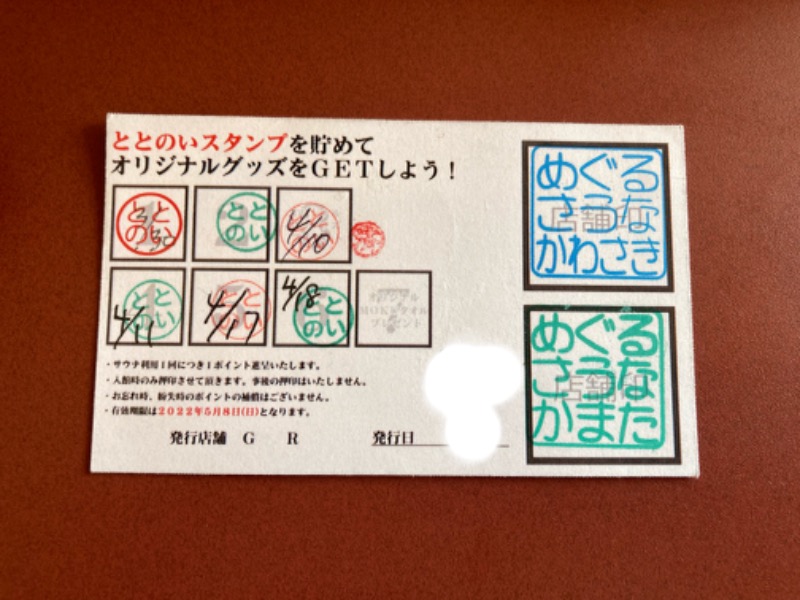 ととのいスタンプを貯めて
オリジナルグッズをGETしよう！
ととのい
3/30
ととのい
4/10
ととのい
4/11
ととのい
4/17
ととのい
4/18
7
オリジナル
MOKタオル
プレゼント
・サウナ利用1回につき1ポイント進呈いたします。
・入館時のみ押印させて頂きます。事後の押印はいたしません。
・お忘れ時、紛失時のポイントの補償はございません。
・有効期限は2022年5月8日(日)となります。
発行店舗 G R 発行日
めぐる
さうな
かわさき
店舗印
めぐる
さうな
かまた
店舗印